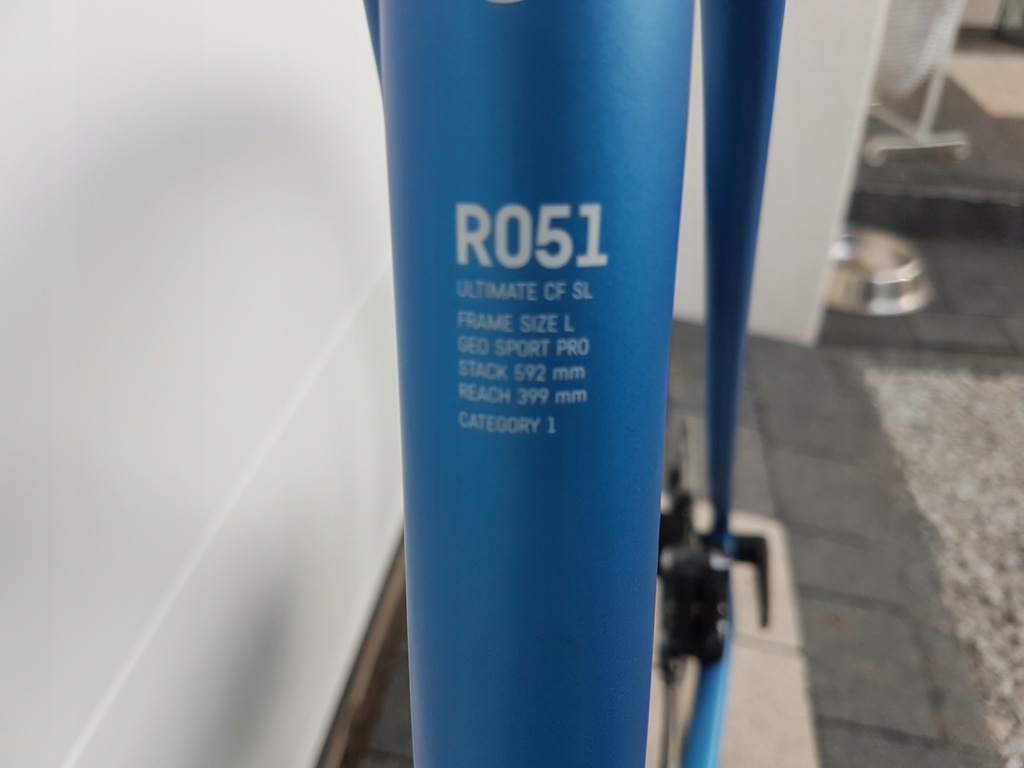 R051
ULTIMATE CF SL
FRAME SIZE L
GEO SPORT PRO
STACK 592 mm
REACH 399 mm
CATEGORY 1